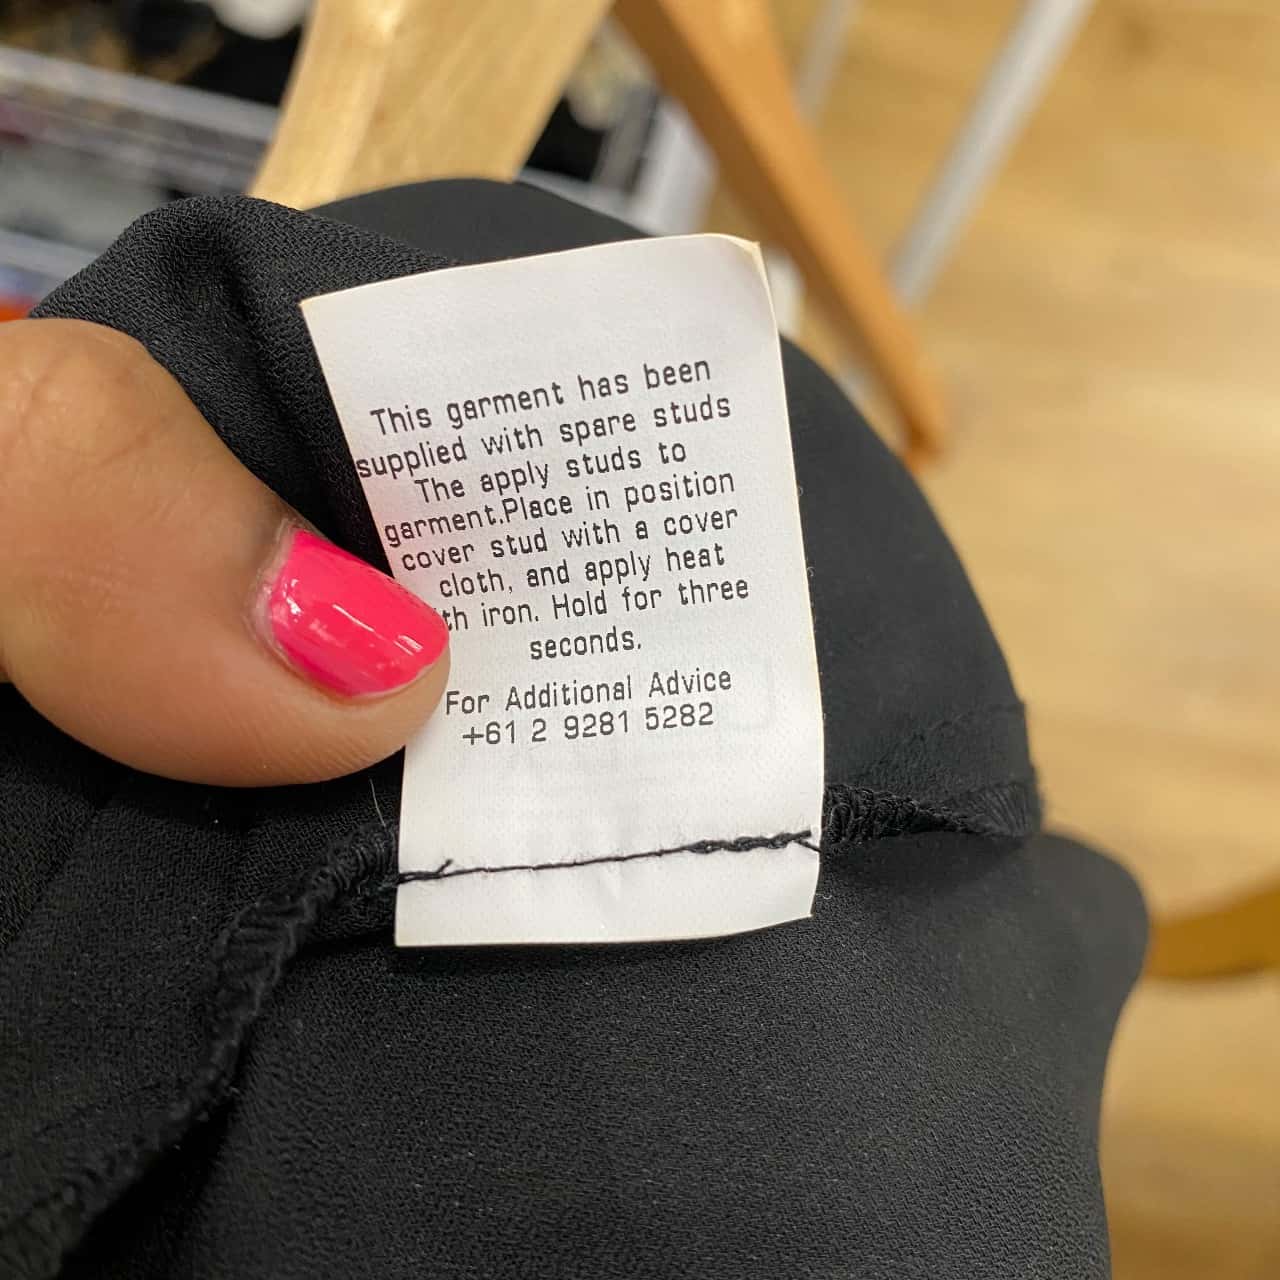 This garment has been
supplied with spare studs
The apply studs to
garment.Place in position
cover stud with a cover
cloth, and apply heat
th iron. Hold for three
seconds.
For Additional Advice
+61 2 9281 5282